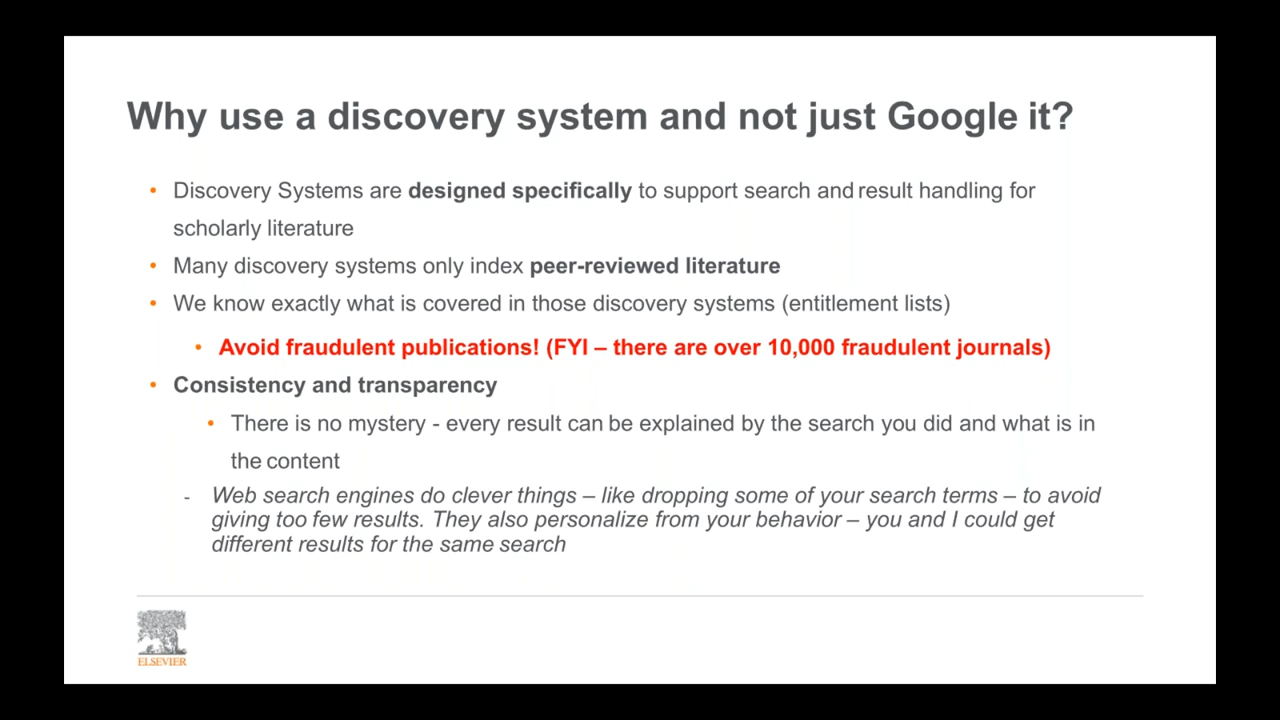 Why use a discovery system and not just Google it?
• Discovery Systems are designed specifically to support search and result handling for
scholarly literature
• Many discovery systems only index peer-reviewed literature
• We know exactly what is covered in those discovery systems (entitlement lists)
• Avoid fraudulent publications! (FYI – there are over 10,000 fraudulent journals)
• Consistency and transparency
• There is no mystery - every result can be explained by the search you did and what is in
the content
- Web search engines do clever things – like dropping some of your search terms – to avoid
giving too few results. They also personalize from your behavior – you and I could get
different results for the same search
ELSEVIER